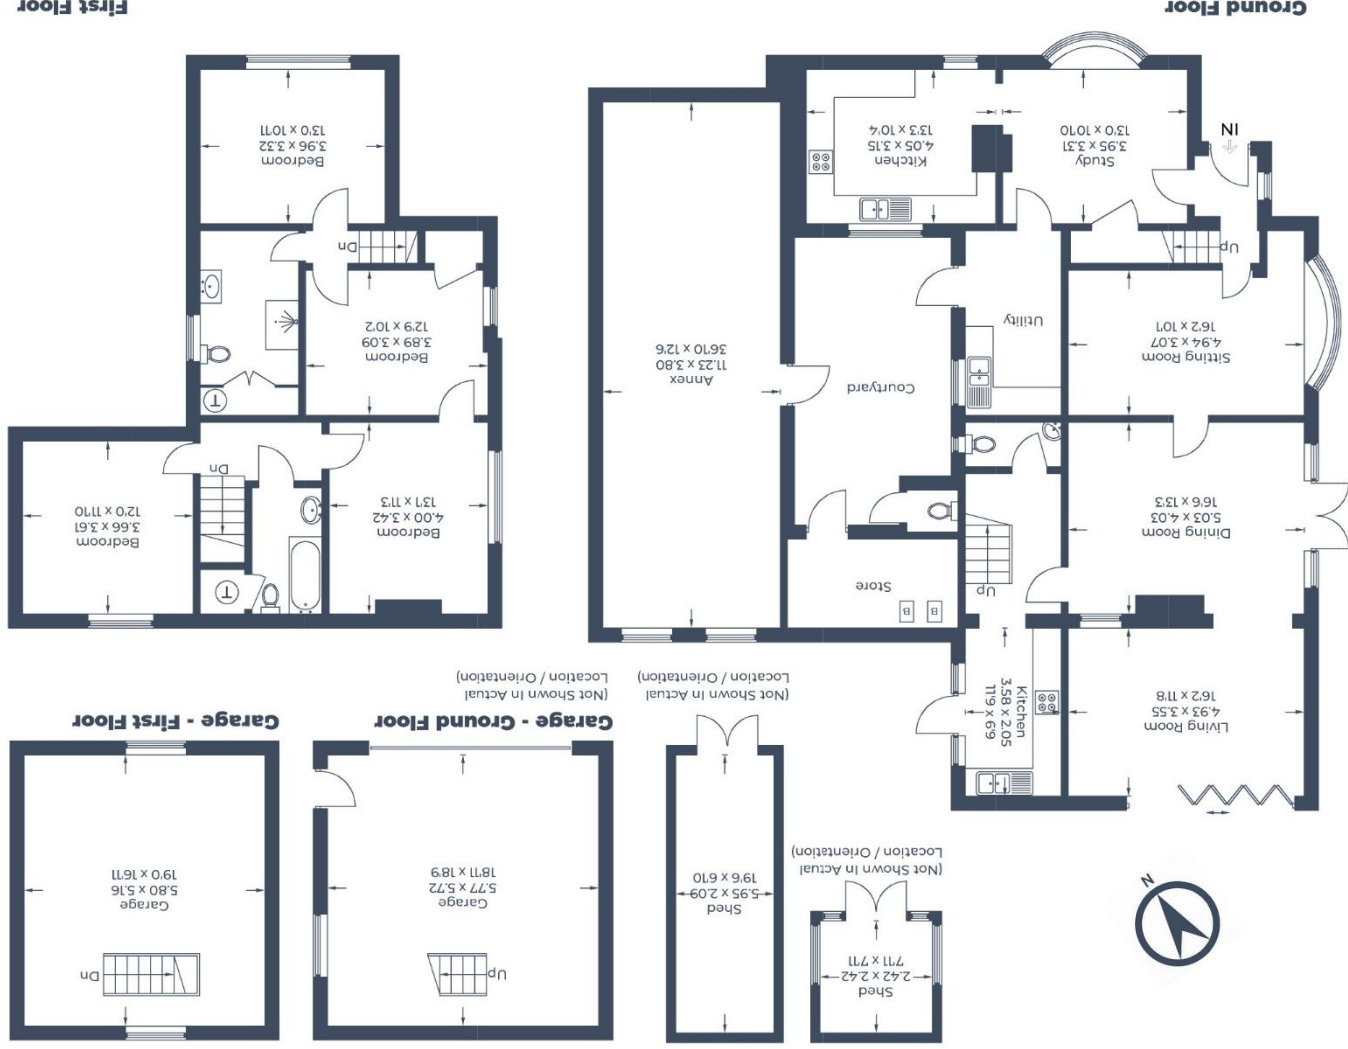 N
Shed
2.42 x 2.42
7'11 x 7'11
(Not Shown In Actual
Location / Orientation)
Shed
5.95 x 2.09
19'6 x 6'10
(Not Shown In Actual
Location / Orientation)
Up
Garage
5.77 x 5.72
18'11 x 18'9
Garage - Ground Floor
(Not Shown In Actual
Location / Orientation)
Dn
Garage
5.80 x 5.16
19'0 x 16'11
Garage - First Floor
Living Room
4.93 x 3.55
16'2 x 11'8
Kitchen
3.58 x 2.05
11'9 x 6'9
Up
Dining Room
5.03 x 4.03
16'6 x 13'3
Store
B
B
Sitting Room
4.94 x 3.07
16'2 x 10'1
Utility
Courtyard
Annex
11.23 x 3.80
36'10 x 12'6
Up
IN
Study
3.95 x 3.31
13'0 x 10'10
Kitchen
4.05 x 3.15
13'3 x 10'4
Ground Floor
T
Bedroom
4.00 x 3.42
13'1 x 11'3
Bedroom
3.66 x 3.61
12'0 x 11'10
Dn
T
Bedroom
3.89 x 3.09
12'9 x 10'2
Dn
Bedroom
3.96 x 3.32
13'0 x 10'11
First Floor